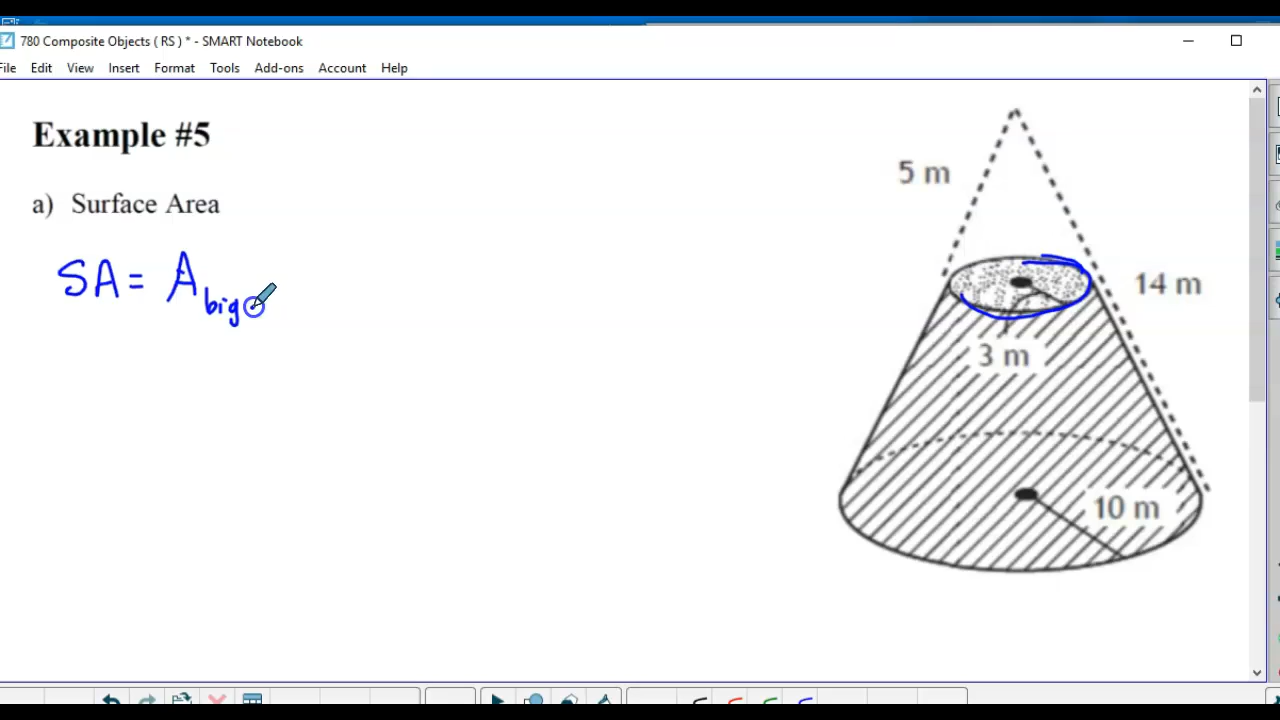 780 Composite Objects ( RS ) * - SMART Notebook
File Edit View Insert Format Tools Add-ons Account Help
Example #5
a) Surface Area
SA = A big
5 m
14 m
3 m
10 m